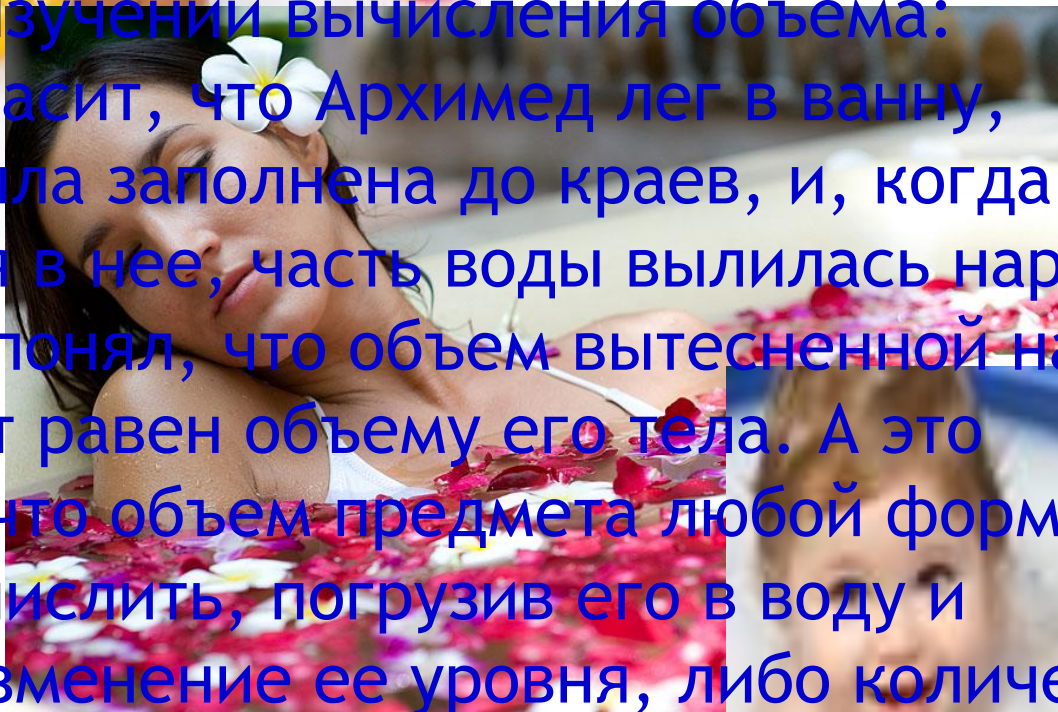 зучении вычисления объема:
асит, что Архимед лег в ванну,
ла заполнена до краев, и, когда
я в нее, часть воды вылилась нар
понял, что объем вытесненной на
т равен объему его тела. А это
что объем предмета любой форм
ислить, погрузив его в воду и
зменение ее уровня, либо количе